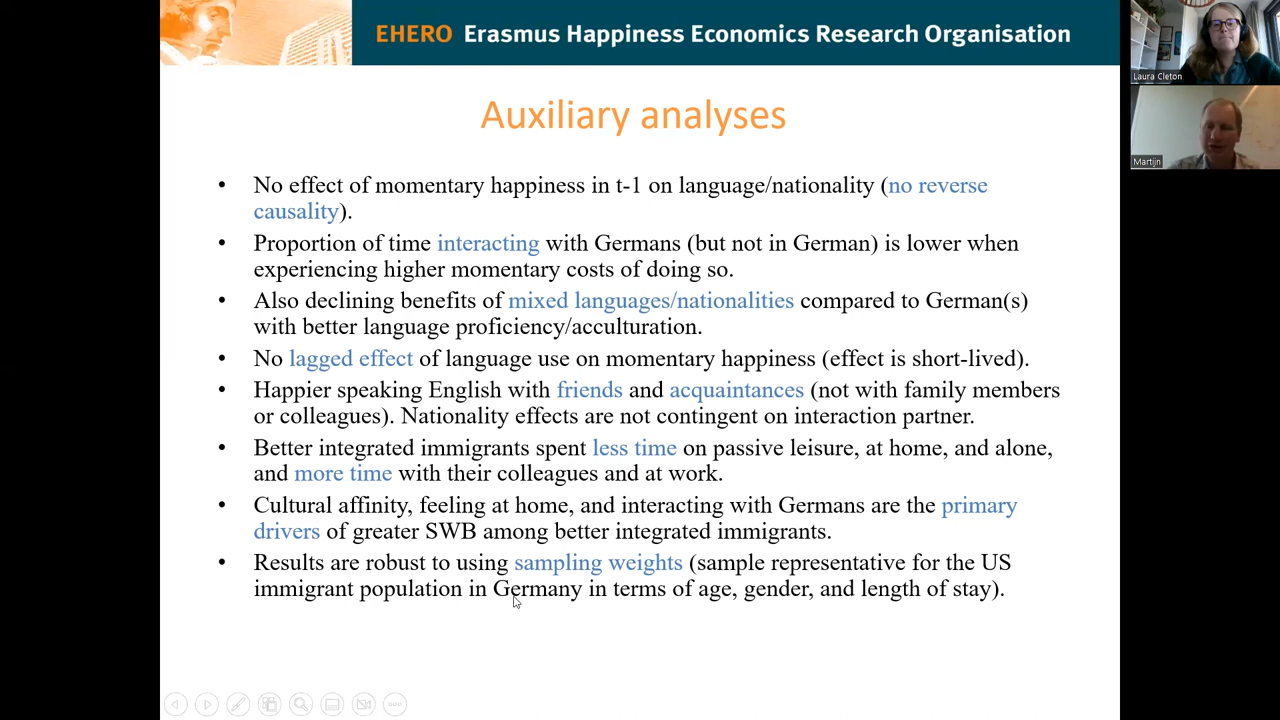 EHERO Erasmus Happiness Economics Research Organisation
Auxiliary analyses
• No effect of momentary happiness in t-1 on language/nationality (no reverse
causality).
• Proportion of time interacting with Germans (but not in German) is lower when
experiencing higher momentary costs of doing so.
• Also declining benefits of mixed languages/nationalities compared to German(s)
with better language proficiency/acculturation.
• No lagged effect of language use on momentary happiness (effect is short-lived).
• Happier speaking English with friends and acquaintances (not with family members
or colleagues). Nationality effects are not contingent on interaction partner.
• Better integrated immigrants spent less time on passive leisure, at home, and alone,
and more time with their colleagues and at work.
• Cultural affinity, feeling at home, and interacting with Germans are the primary
drivers of greater SWB among better integrated immigrants.
• Results are robust to using sampling weights (sample representative for the US
immigrant population in Germany in terms of age, gender, and length of stay).
Laura Cleton
Martijn